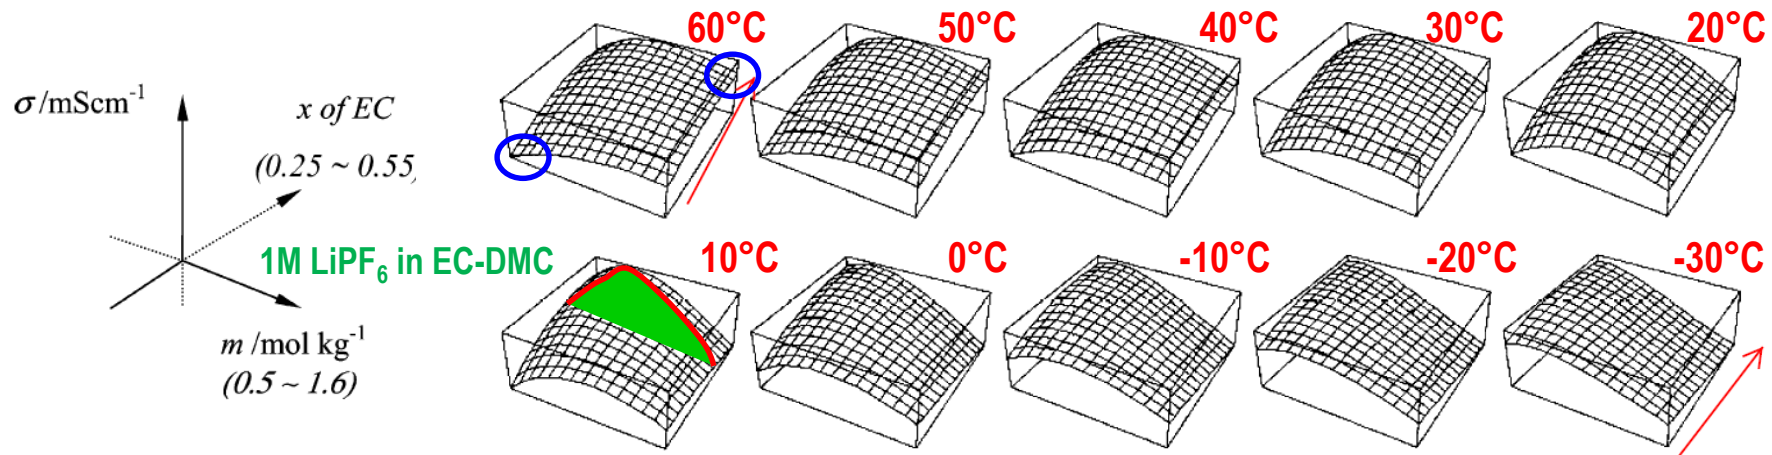 60°C
50°C
40°C
30°C
20°C
σ /mScm⁻¹
x of EC
(0.25 ~ 0.55)
1M LiPF₆ in EC-DMC
10°C
0°C
-10°C
-20°C
-30°C
m /mol kg⁻¹
(0.5 ~ 1.6)